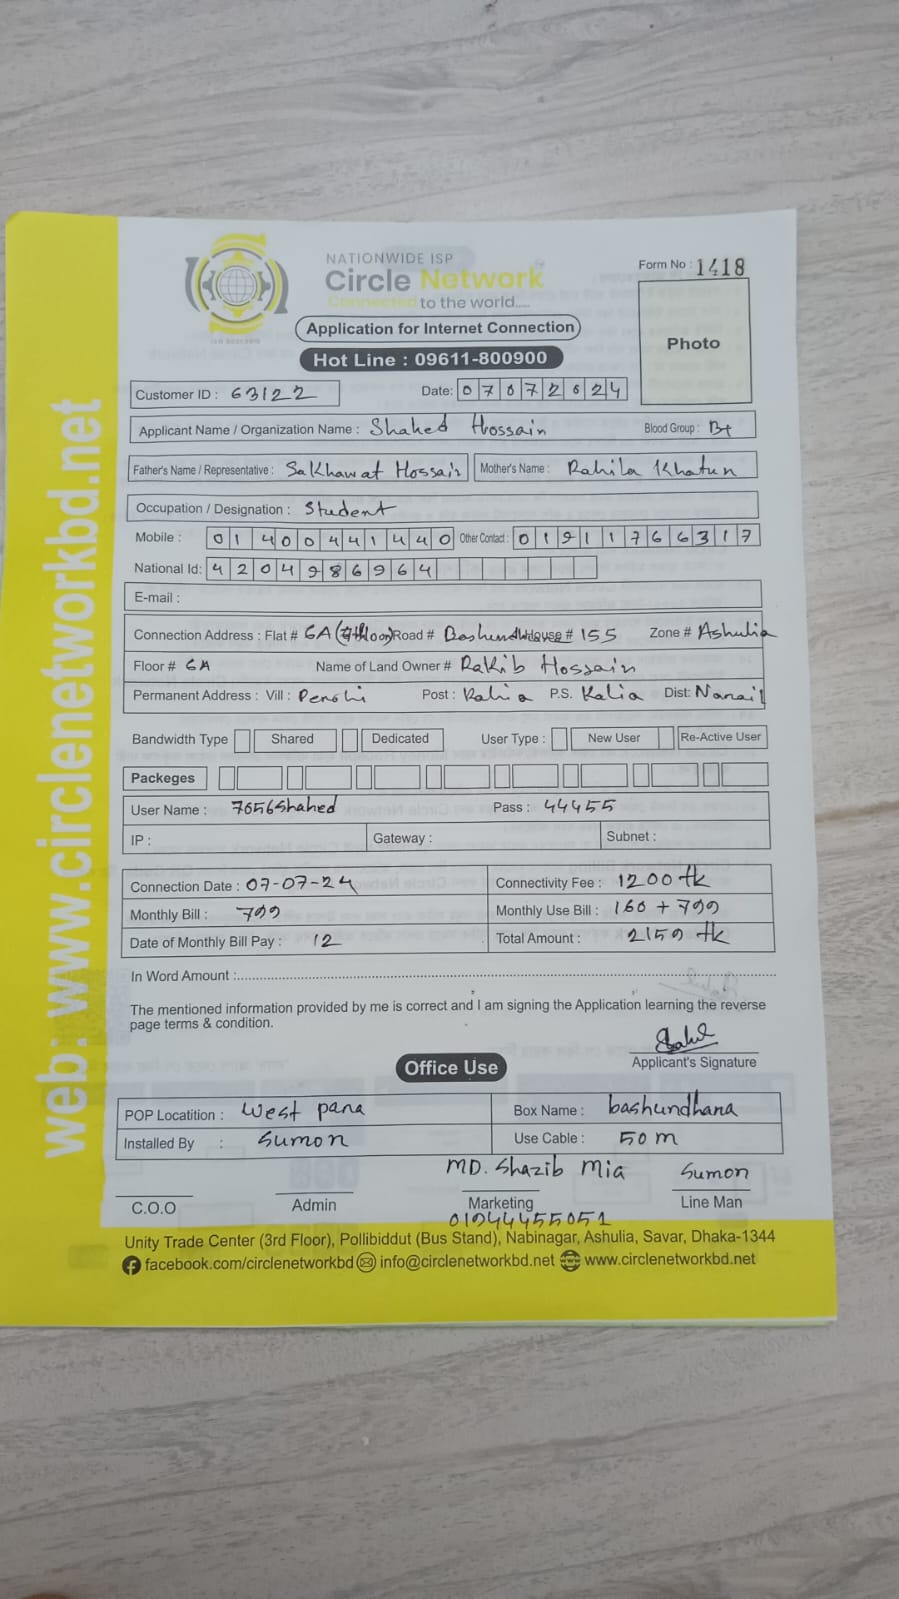 NATIONWIDE ISP
Circle Network
Connected to the world.....
Form No : 1418
Application for Internet Connection
Photo
Hot Line : 09611-800900
Customer ID : 63122 Date: 07072024
Applicant Name / Organization Name : Shahed Hossain Blood Group : B+
Father's Name / Representative : Sakhawat Hossain Mother's Name : Rahila Khatun
Occupation / Designation : Student
Mobile : 01400441440 Other Contact : 01911766317
National Id: 4204986964
E-mail :
Connection Address : Flat # 6A Road # House # 155 Zone # Ashulia
Floor # 6A Name of Land Owner # Rakib Hossain
Permanent Address : Vill : Post : P.S. Kalia Dist: Narail
Bandwidth Type Shared Dedicated User Type : New User Re-Active User
Packeges
User Name : 7056Shahed Pass : 44455
IP : Gateway : Subnet :
Connection Date : 07-07-24 Connectivity Fee : 1200 tk
Monthly Bill : 799 Monthly Use Bill : 160 + 799
Date of Monthly Bill Pay : 12 Total Amount : 2159 tk
In Word Amount :
The mentioned information provided by me is correct and I am signing the Application learning the reverse
page terms & condition.
Applicant's Signature
Office Use
POP Locatition : West para Box Name : bashundhara
Installed By : Sumon Use Cable : 50 m
MD. Shazib Mia Sumon
C.O.O Admin Marketing Line Man
01944455051
Unity Trade Center (3rd Floor), Pollibiddut (Bus Stand), Nabinagar, Ashulia, Savar, Dhaka-1344
facebook.com/circlenetworkbd info@circlenetworkbd.net www.circlenetworkbd.net
web: www.circlenetworkbd.net